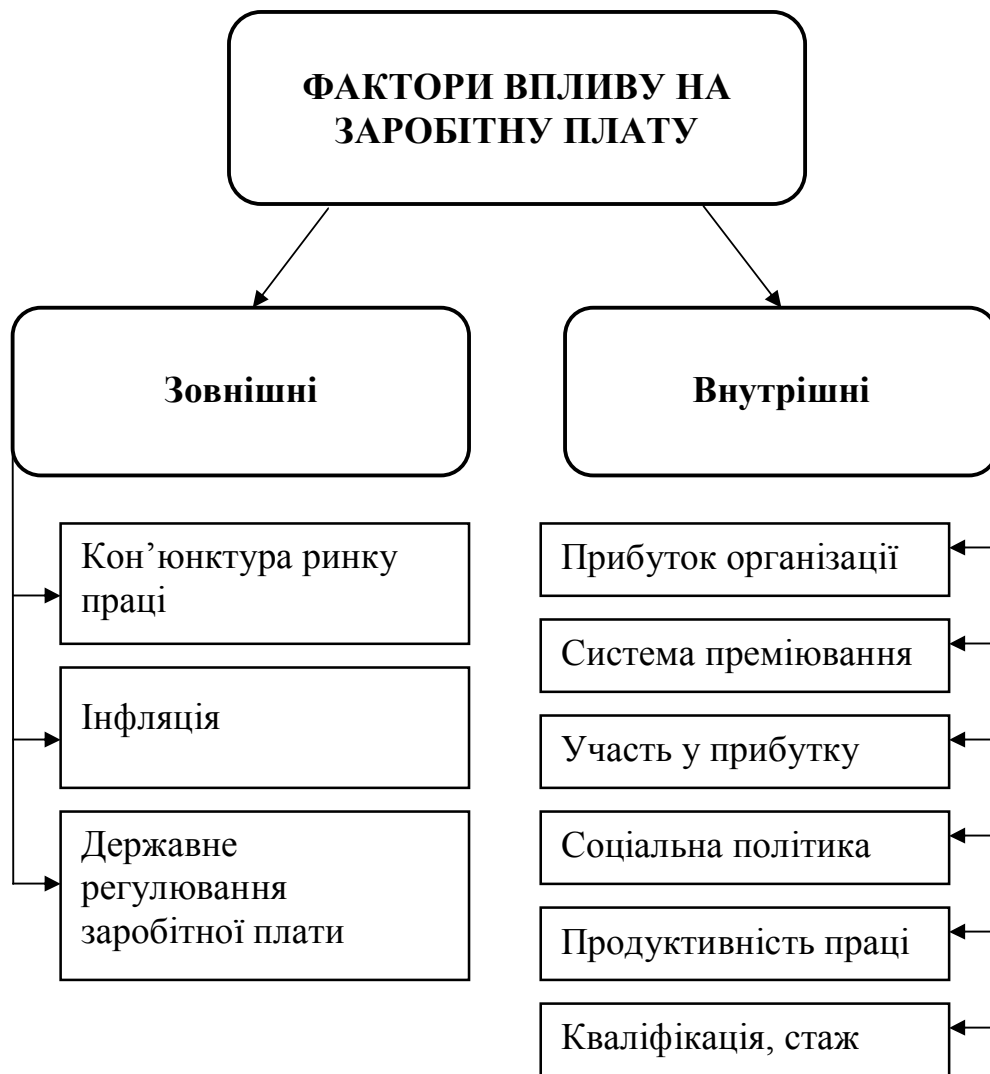 ФАКТОРИ ВПЛИВУ НА
ЗАРОБІТНУ ПЛАТУ
Зовнішні
Кон’юнктура ринку
праці
Інфляція
Державне
регулювання
заробітної плати
Внутрішні
Прибуток організації
Система преміювання
Участь у прибутку
Соціальна політика
Продуктивність праці
Кваліфікація, стаж